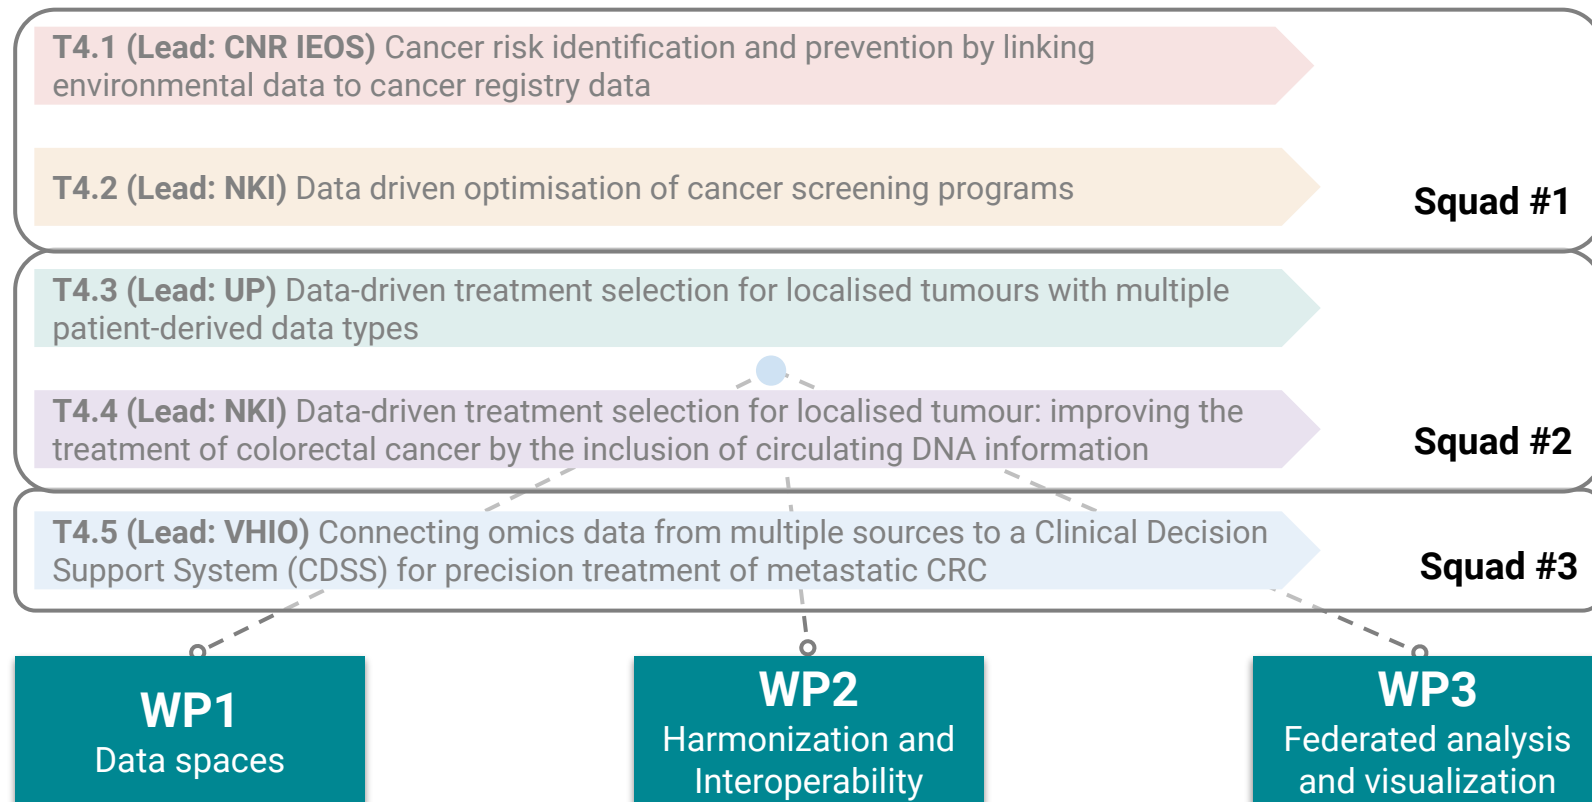 T4.1 (Lead: CNR IEOS) Cancer risk identification and prevention by linking
environmental data to cancer registry data
T4.2 (Lead: NKI) Data driven optimisation of cancer screening programs
Squad #1
T4.3 (Lead: UP) Data-driven treatment selection for localised tumours with multiple
patient-derived data types
T4.4 (Lead: NKI) Data-driven treatment selection for localised tumour: improving the
treatment of colorectal cancer by the inclusion of circulating DNA information
Squad #2
T4.5 (Lead: VHIO) Connecting omics data from multiple sources to a Clinical Decision
Support System (CDSS) for precision treatment of metastatic CRC
Squad #3
WP1
Data spaces
WP2
Harmonization and
Interoperability
WP3
Federated analysis
and visualization